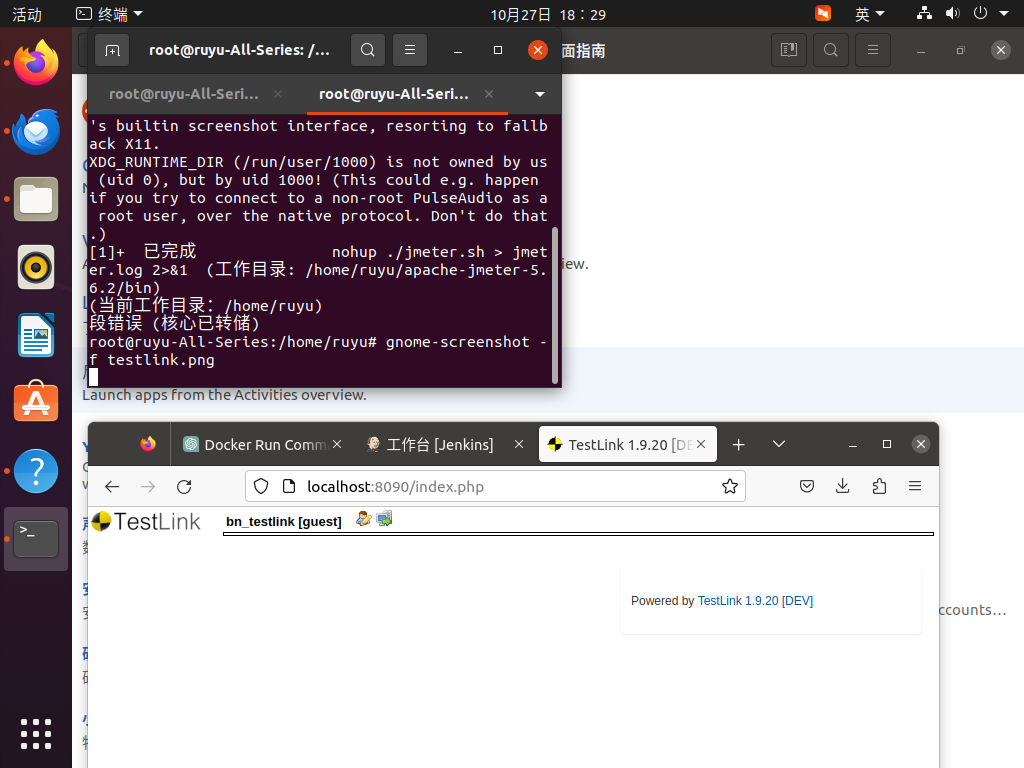 活动
终端
10月27日 18：29
英
root@ruyu-All-Series: /...
面指南
root@ruyu-All-Seri...
root@ruyu-All-Seri...
's builtin screenshot interface, resorting to fallb
ack X11.
XDG_RUNTIME_DIR (/run/user/1000) is not owned by us
(uid 0), but by uid 1000! (This could e.g. happen
if you try to connect to a non-root PulseAudio as a
root user, over the native protocol. Don't do that
.)
[1]+ 已完成 nohup ./jmeter.sh > jmet
er.log 2>&1 (工作目录: /home/ruyu/apache-jmeter-5.
6.2/bin)
(当前工作目录：/home/ruyu)
段错误 (核心已转储)
root@ruyu-All-Series:/home/ruyu# gnome-screenshot -
f testlink.png
iew.
Launch apps from the Activities overview.
Docker Run Comm
工作台 [Jenkins]
TestLink 1.9.20 [DE
localhost:8090/index.php
TestLink
bn_testlink [guest]
Powered by TestLink 1.9.20 [DEV]
ccounts…